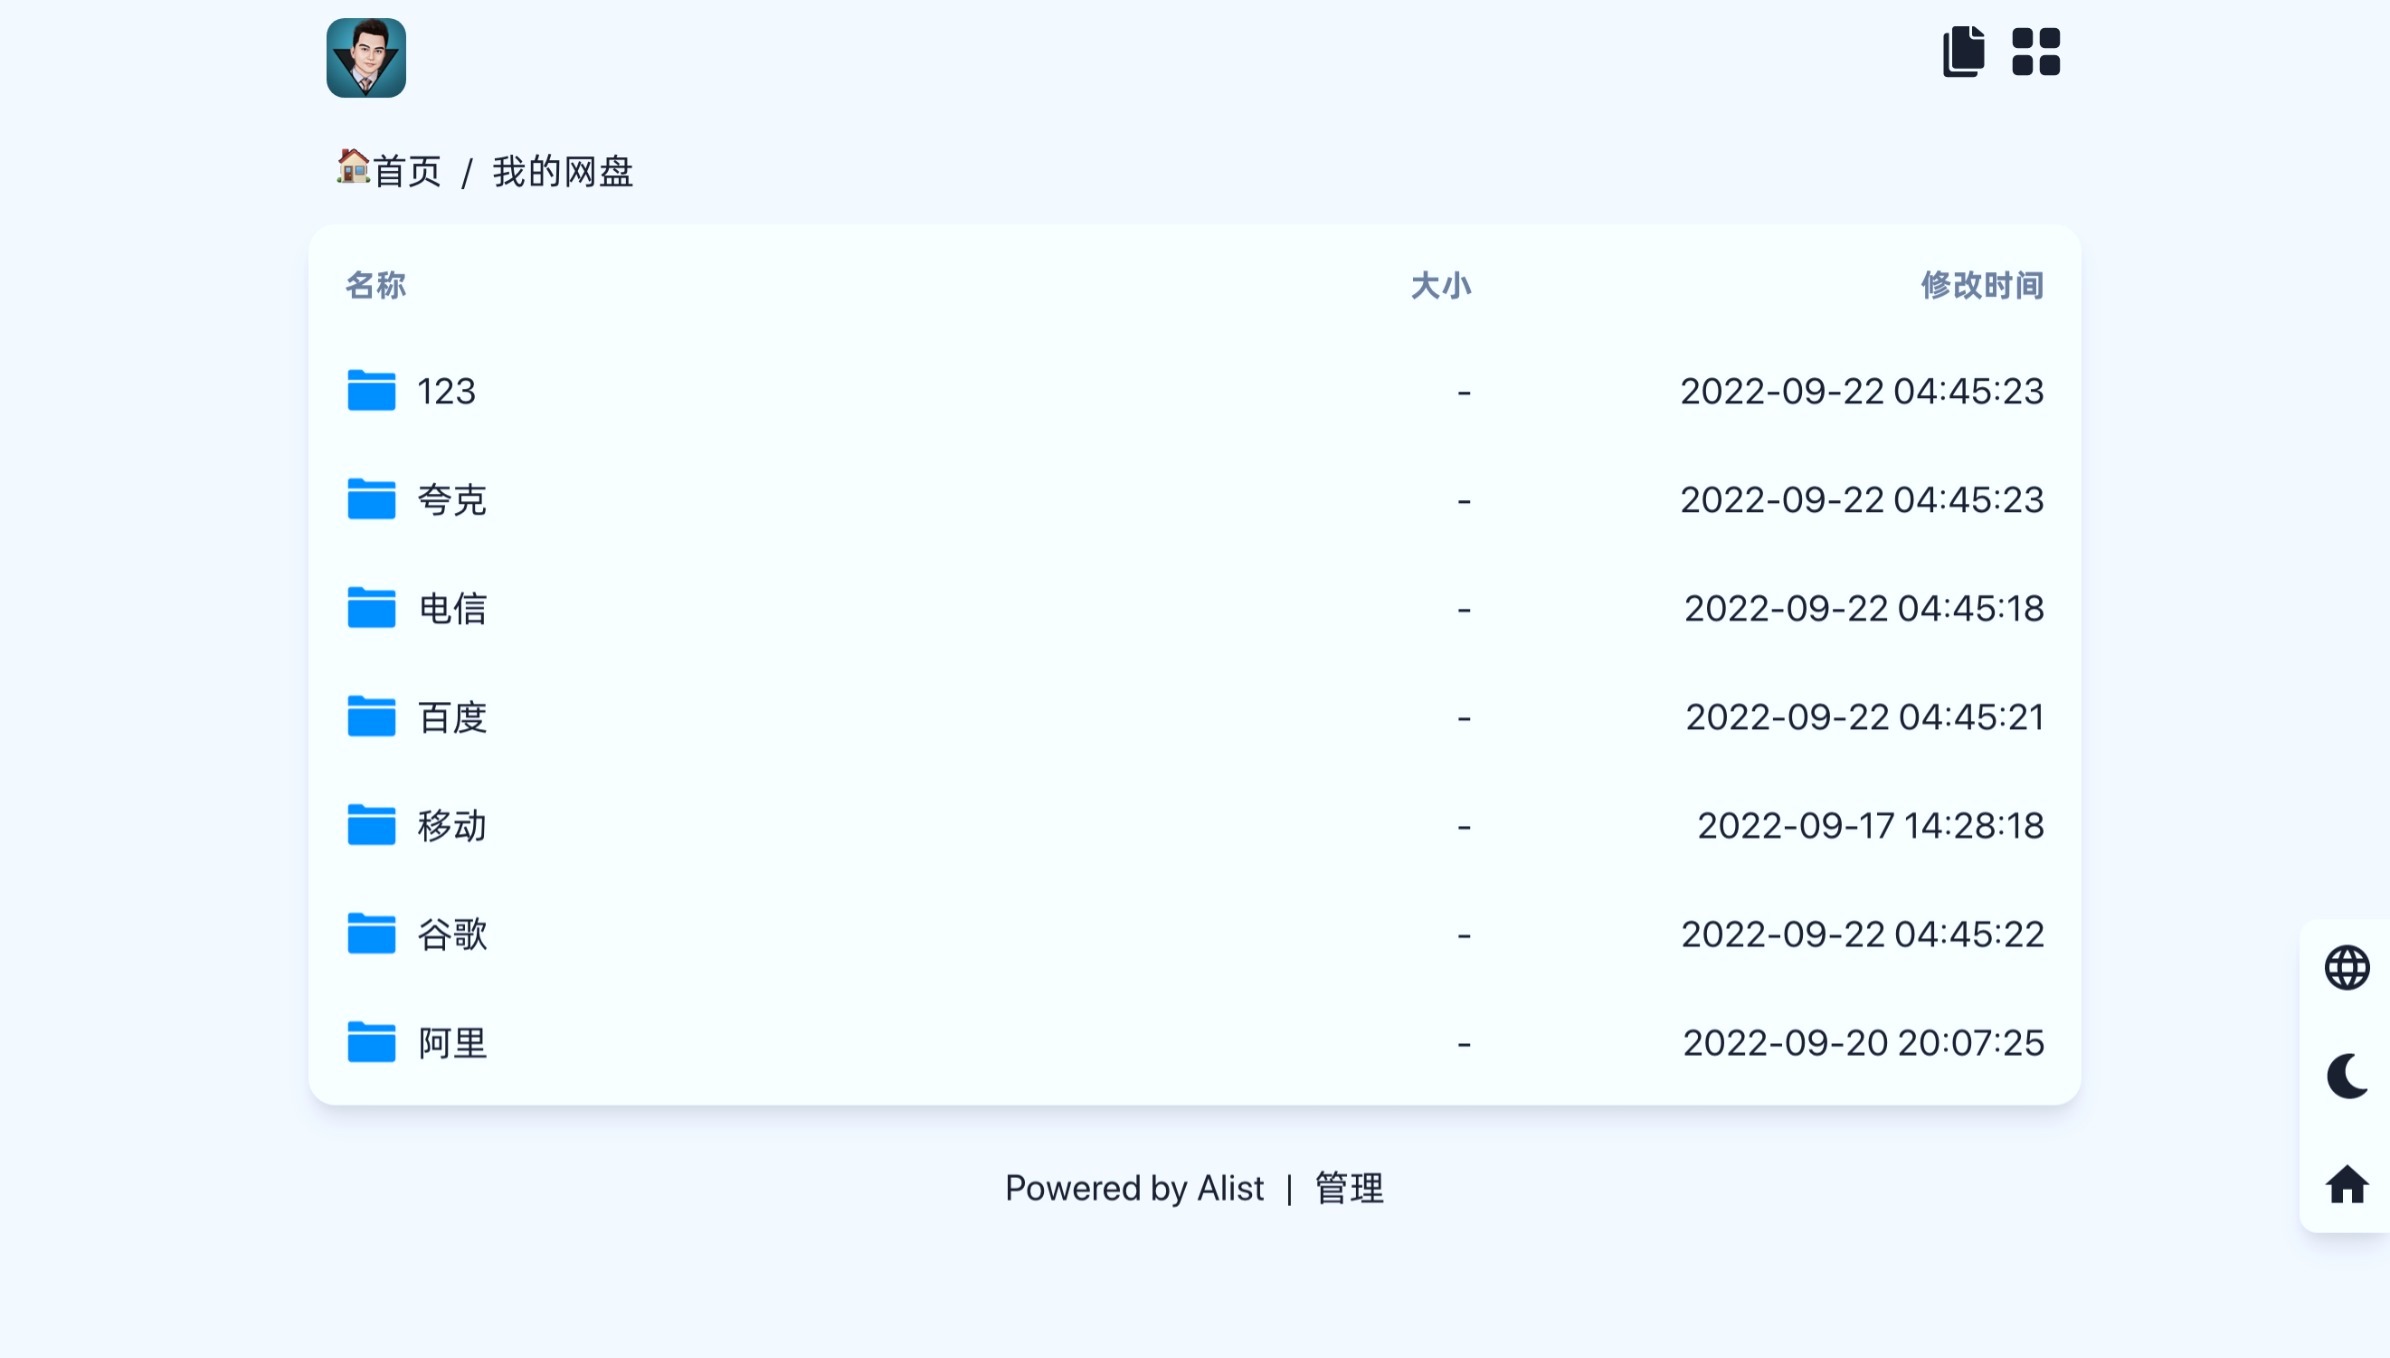 首页 / 我的网盘
名称 大小 修改时间
123 - 2022-09-22 04:45:23
夸克 - 2022-09-22 04:45:23
电信 - 2022-09-22 04:45:18
百度 - 2022-09-22 04:45:21
移动 - 2022-09-17 14:28:18
谷歌 - 2022-09-22 04:45:22
阿里 - 2022-09-20 20:07:25
Powered by Alist | 管理